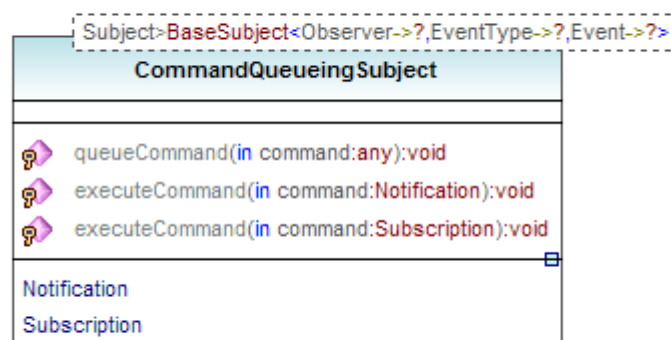 Subject>BaseSubject<Observer->?,EventType->?,Event->?>
CommandQueueingSubject
queueCommand(in command:any):void
executeCommand(in command:Notification):void
executeCommand(in command:Subscription):void
Notification
Subscription